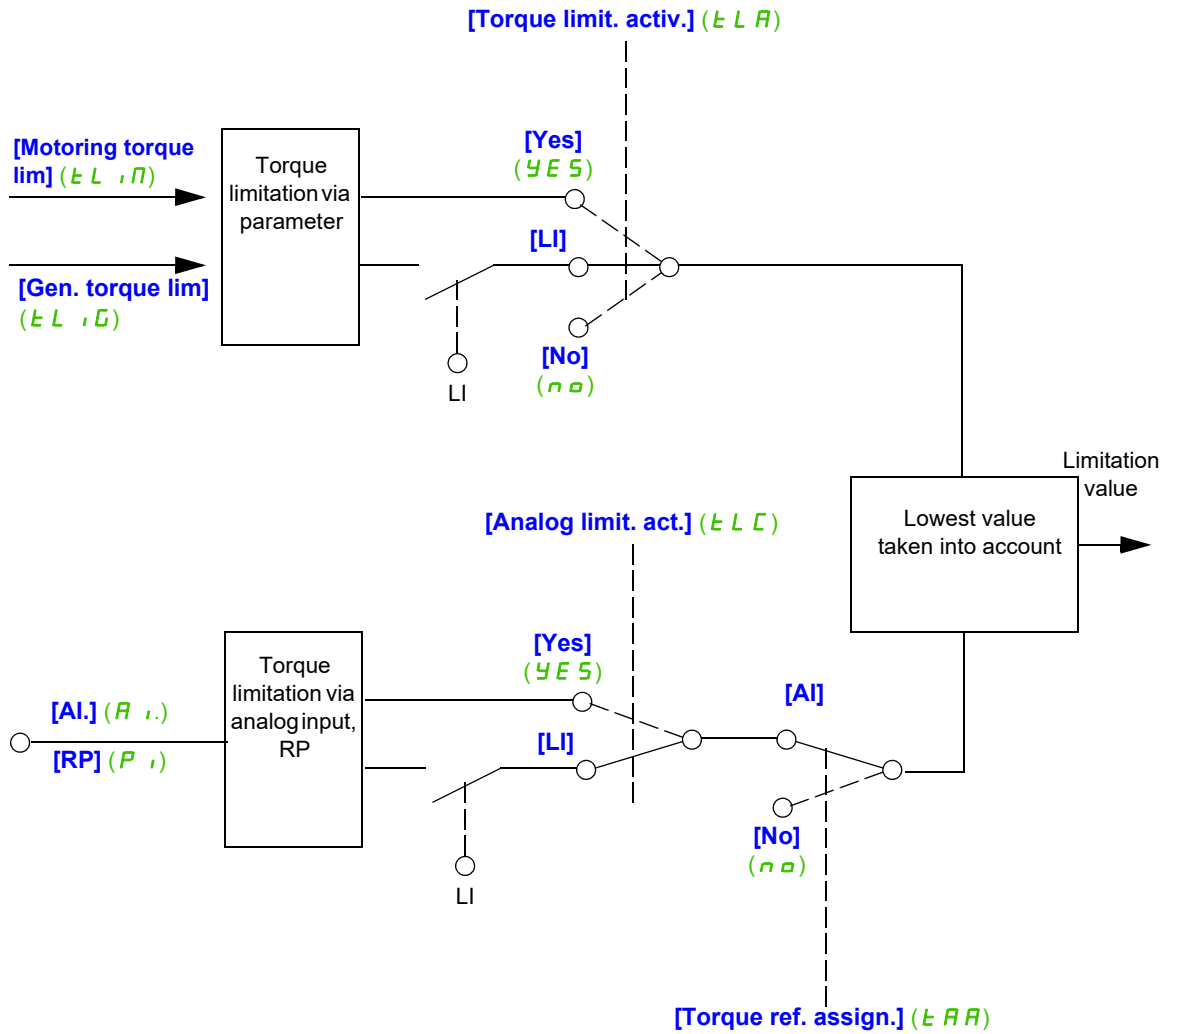 [Torque limit. activ.] (tLA)
[Motoring torque
lim] (tLiM)
Torque
limitation via
parameter
[Yes]
(YES)
[LI]
[Gen. torque lim]
(tLiG)
[No]
(no)
LI
Limitation
value
Lowest value
taken into account
[Analog limit. act.] (tLC)
Torque
limitation via
analog input,
RP
[Yes]
(YES)
[AI]
[AI.] (Ai.)
[LI]
[RP] (Pi)
[No]
(no)
LI
[Torque ref. assign.] (tAA)